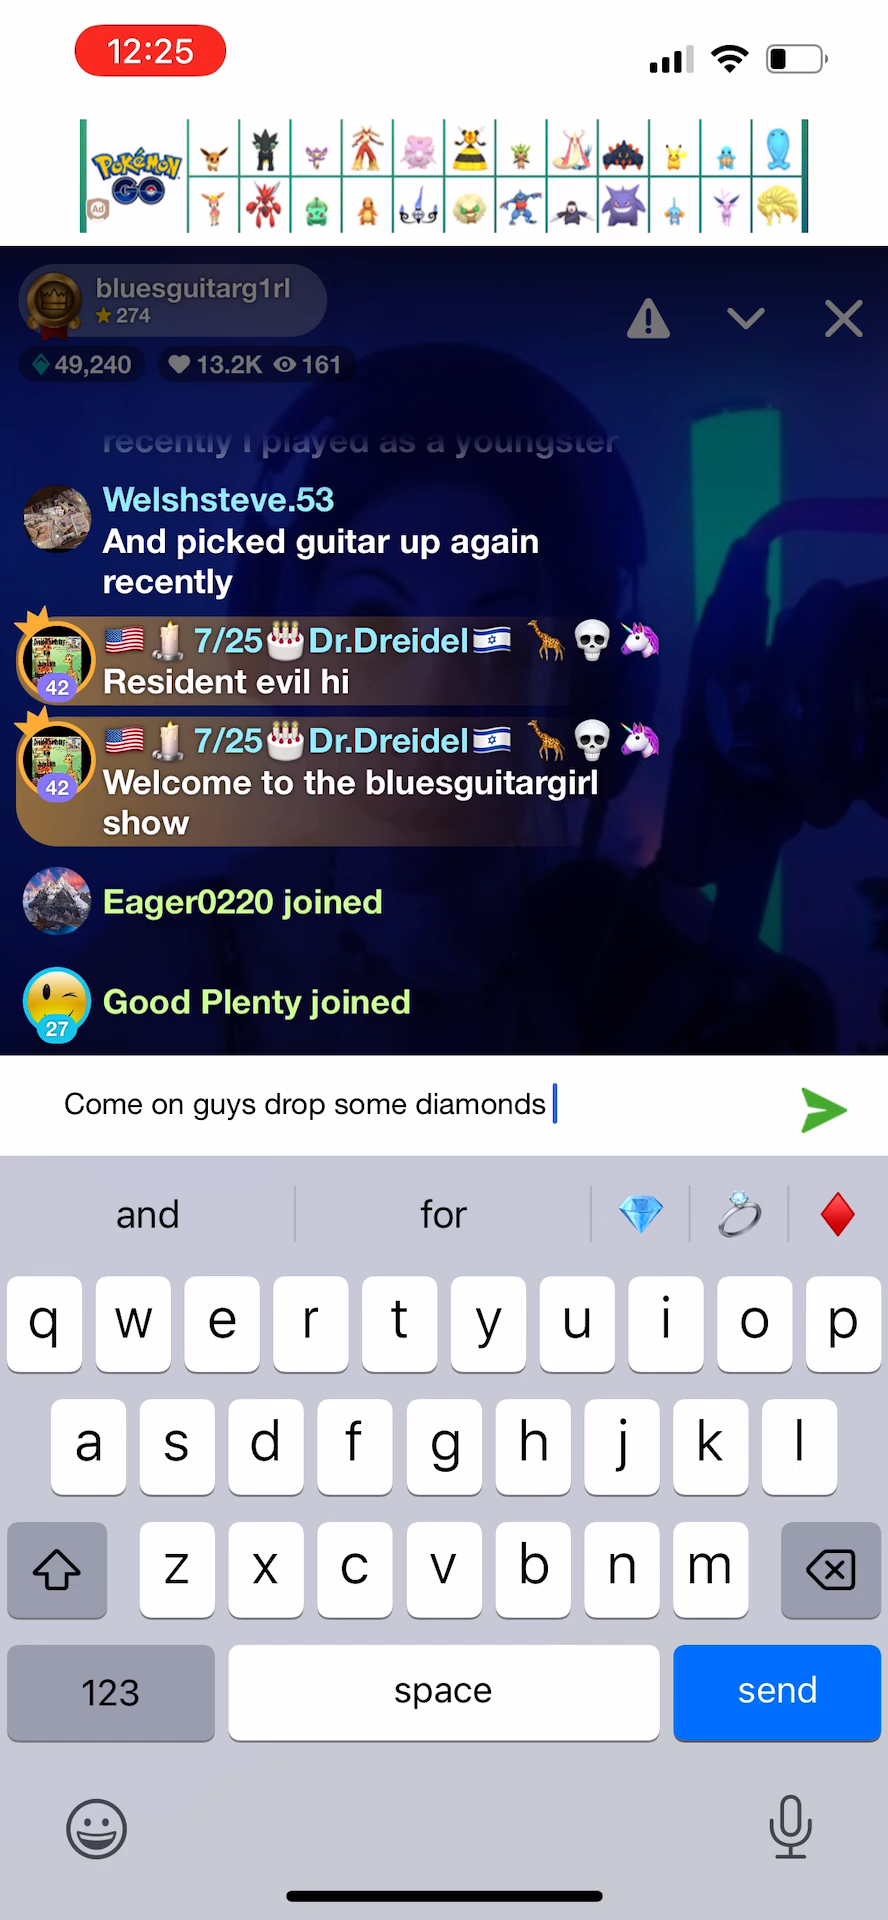 12:25
POKÉMON
GO
Ad
bluesguitarg1rl
274
49,240 13.2K 161
recently I played as a youngster
Welshsteve.53
And picked guitar up again
recently
🇺🇸🕯️7/25🎂Dr.Dreidel🇮🇱 🦒💀🦄
42
Resident evil hi
🇺🇸🕯️7/25🎂Dr.Dreidel🇮🇱 🦒💀🦄
42
Welcome to the bluesguitargirl
show
Eager0220 joined
Good Plenty joined
27
Come on guys drop some diamonds
and for 💎 💍 ♦️
q w e r t y u i o p
a s d f g h j k l
z x c v b n m
123 space send